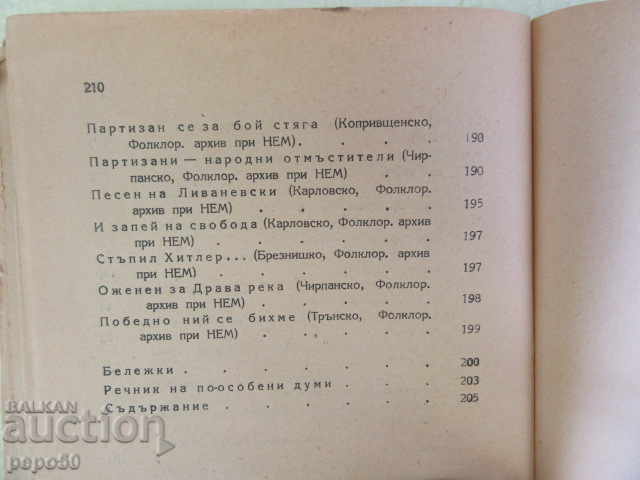 210
Партизан се за бой стяга (Копривщенско,
Фолклор. архив при НЕМ). . . . 190
Партизани — народни отмъстители (Чир-
панско, Фолклор. архив при НЕМ) . . 190
Песен на Ливаневски (Карловско, Фолклор.
архив при НЕМ) . . . . . 195
И запей на свобода (Карловско, Фолклор. архив
при НЕМ) . . . . . . 197
Стъпил Хитлер... (Брезнишко, Фолклор. архив
при НЕМ) . . . . . . 197
Оженен за Драва река (Чирпанско, Фолклор.
архив при НЕМ) . . . . . 198
Победно ний се бихме (Трънско, Фолклор.
архив при НЕМ) . . . . . 199
Бележки . . . . . . . 200
Речник на по-особени думи . . . 203
Съдържание . . . . . . 205
BALKAN
auction
pepo50